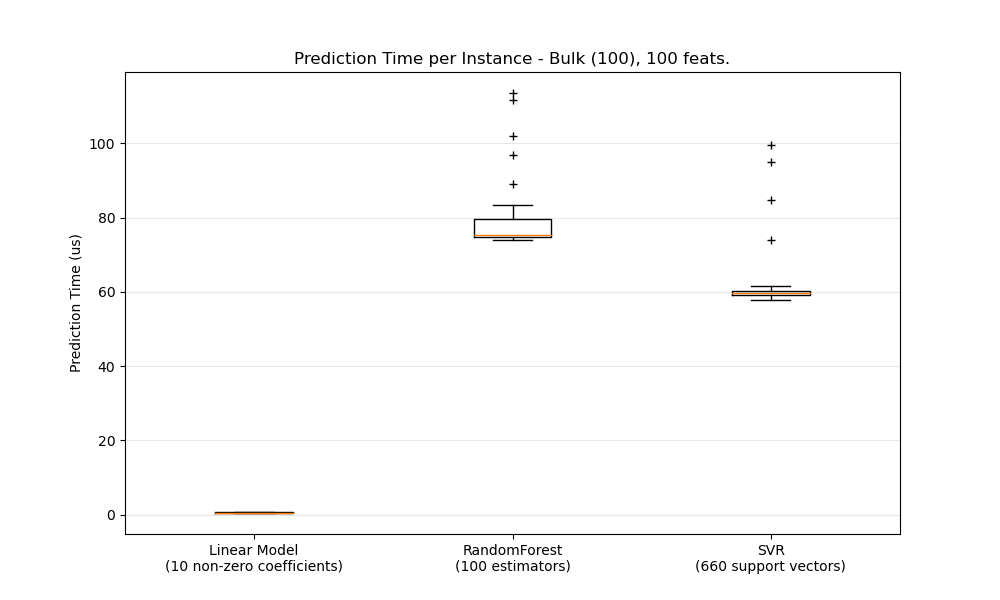 Prediction Time per Instance - Bulk (100), 100 feats.
Prediction Time (us)
100
80
60
40
20
0
Linear Model
(10 non-zero coefficients)
RandomForest
(100 estimators)
SVR
(660 support vectors)